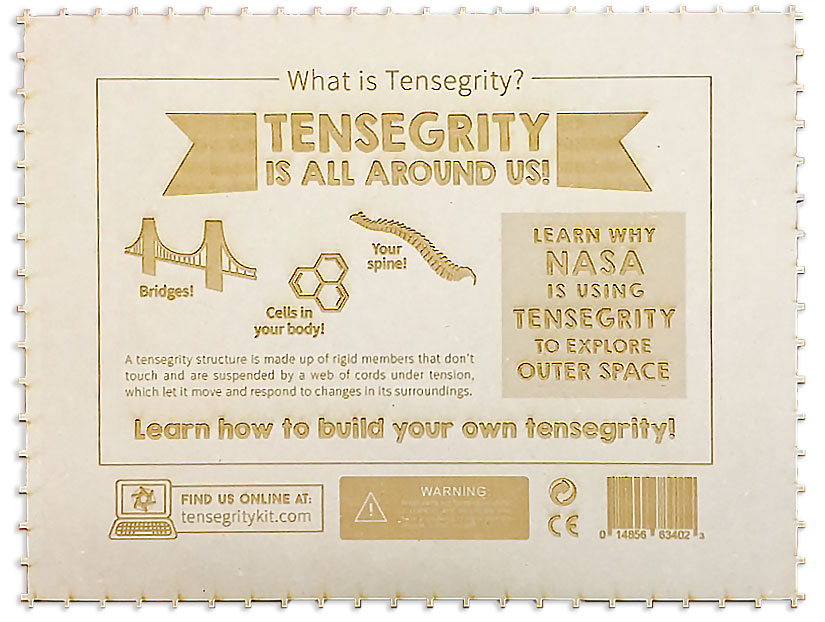 What is Tensegrity?
TENSEGRITY
IS ALL AROUND US!
Bridges!
Cells in
your body!
Your
spine!
LEARN WHY
NASA
IS USING
TENSEGRITY
TO EXPLORE
OUTER SPACE
A tensegrity structure is made up of rigid members that don't
touch and are suspended by a web of cords under tension,
which let it move and respond to changes in its surroundings.
Learn how to build your own tensegrity!
FIND US ONLINE AT:
tensegritykit.com
WARNING
CE
0 14856 63402 3